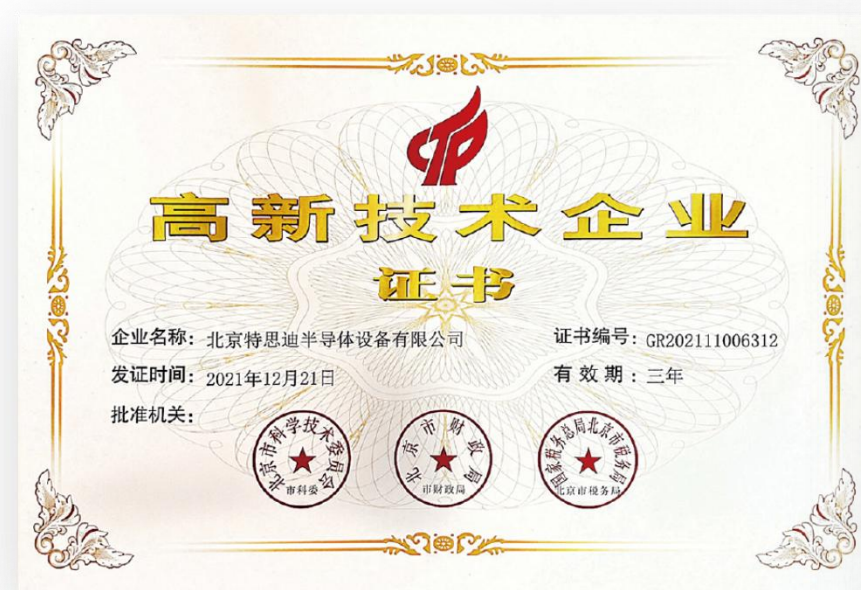 高新技术企业
证书
企业名称：北京特思迪半导体设备有限公司
证书编号：GR202111006312
发证时间：2021年12月21日
有效期：三年
批准机关：
北京市科学技术委员会
市科委
北京市财政局
市财政局
国家税务总局北京市税务局
北京市税务局